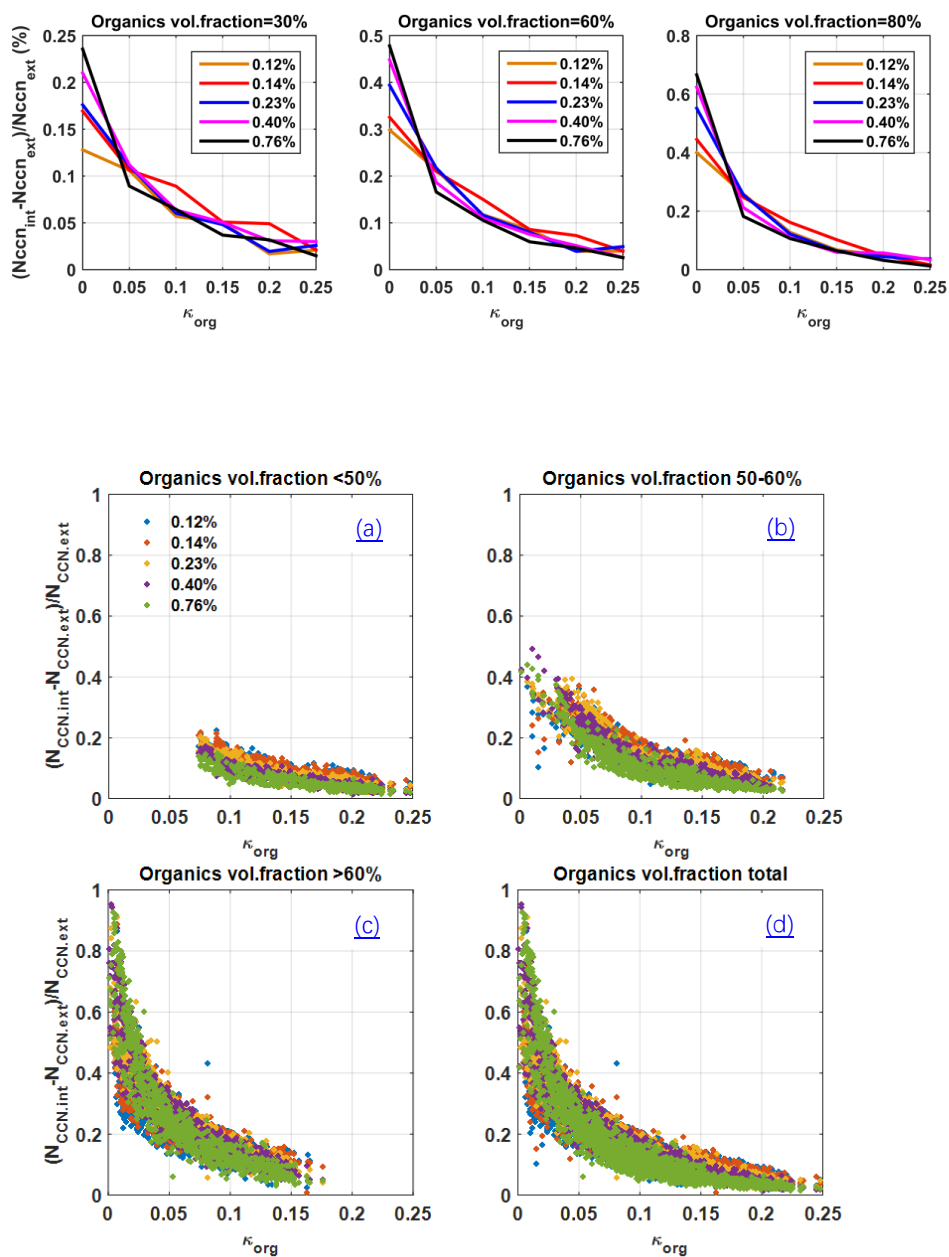 Organics vol.fraction=30%
(Nccn_int-Nccn_ext)/Nccn_ext (%)
0.25
0.2
0.15
0.1
0.05
0
0.12%
0.14%
0.23%
0.40%
0.76%
0 0.05 0.1 0.15 0.2 0.25
κ_org
Organics vol.fraction=60%
0.5
0.4
0.3
0.2
0.1
0
0.12%
0.14%
0.23%
0.40%
0.76%
0 0.05 0.1 0.15 0.2 0.25
κ_org
Organics vol.fraction=80%
0.8
0.6
0.4
0.2
0
0.12%
0.14%
0.23%
0.40%
0.76%
0 0.05 0.1 0.15 0.2 0.25
κ_org
Organics vol.fraction <50%
(N_CCN.int-N_CCN.ext)/N_CCN.ext
1
0.8
0.6
0.4
0.2
0
0.12%
0.14%
0.23%
0.40%
0.76%
(a)
0 0.05 0.1 0.15 0.2 0.25
κ_org
Organics vol.fraction 50-60%
1
0.8
0.6
0.4
0.2
0
(b)
0 0.05 0.1 0.15 0.2 0.25
κ_org
Organics vol.fraction >60%
(N_CCN.int-N_CCN.ext)/N_CCN.ext
1
0.8
0.6
0.4
0.2
0
(c)
0 0.05 0.1 0.15 0.2 0.25
κ_org
Organics vol.fraction total
1
0.8
0.6
0.4
0.2
0
(d)
0 0.05 0.1 0.15 0.2 0.25
κ_org